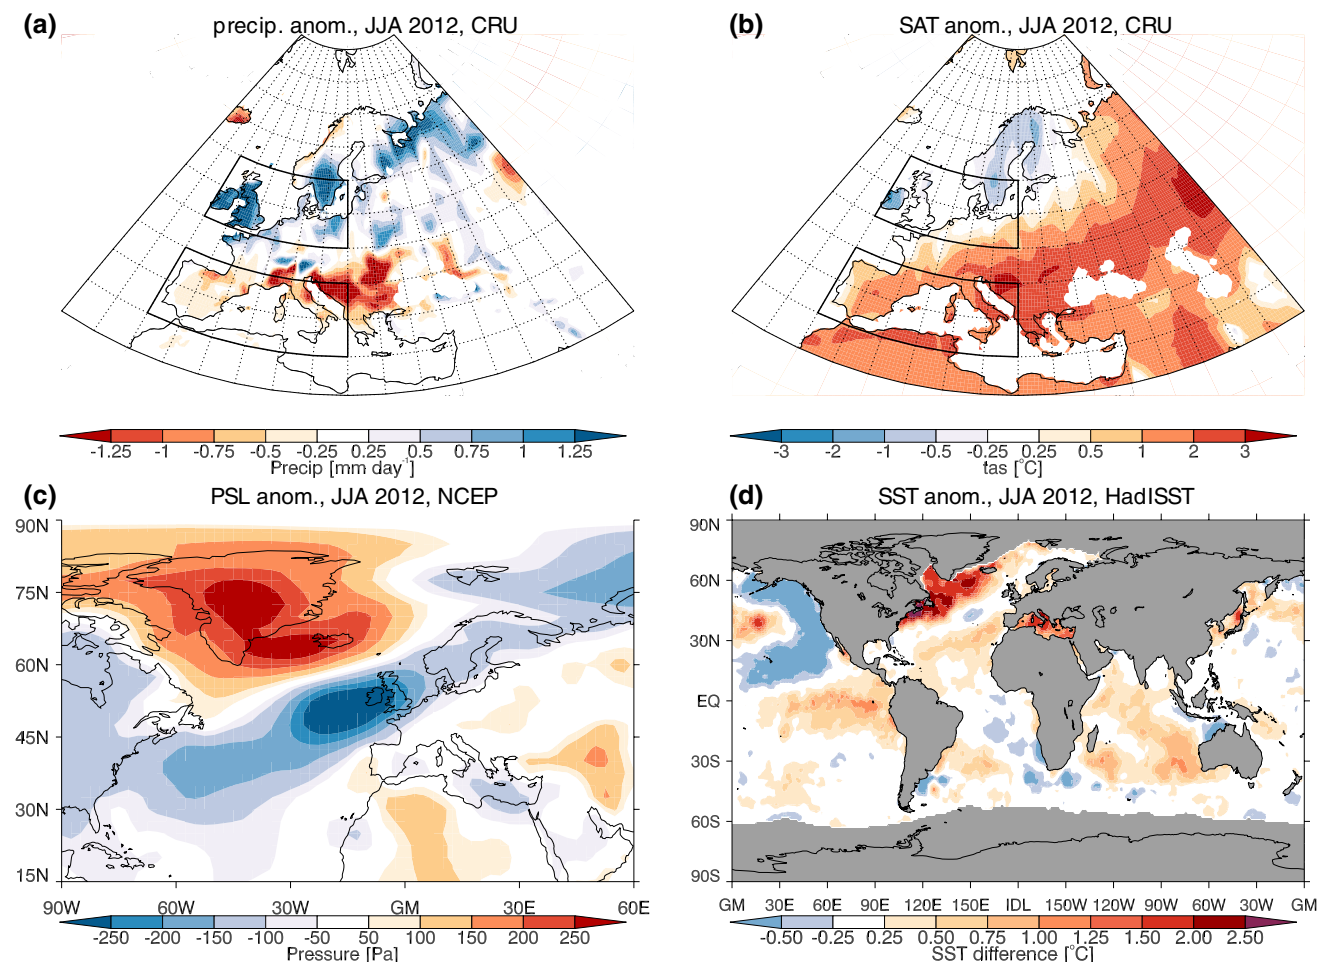 (a) precip. anom., JJA 2012, CRU
-1.25 -1 -0.75 -0.5 -0.25 0.25 0.5 0.75 1 1.25
Precip [mm day⁻¹]
(b) SAT anom., JJA 2012, CRU
-3 -2 -1 -0.5 -0.25 0.25 0.5 1 2 3
tas [°C]
(c) PSL anom., JJA 2012, NCEP
90N
75N
60N
45N
30N
15N
90W 60W 30W GM 30E 60E
-250 -200 -150 -100 -50 50 100 150 200 250
Pressure [Pa]
(d) SST anom., JJA 2012, HadISST
90N
60N
30N
EQ
30S
60S
90S
GM 30E 60E 90E 120E 150E IDL 150W 120W 90W 60W 30W GM
-0.50 -0.25 0.25 0.50 0.75 1.00 1.25 1.50 2.00 2.50
SST difference [°C]